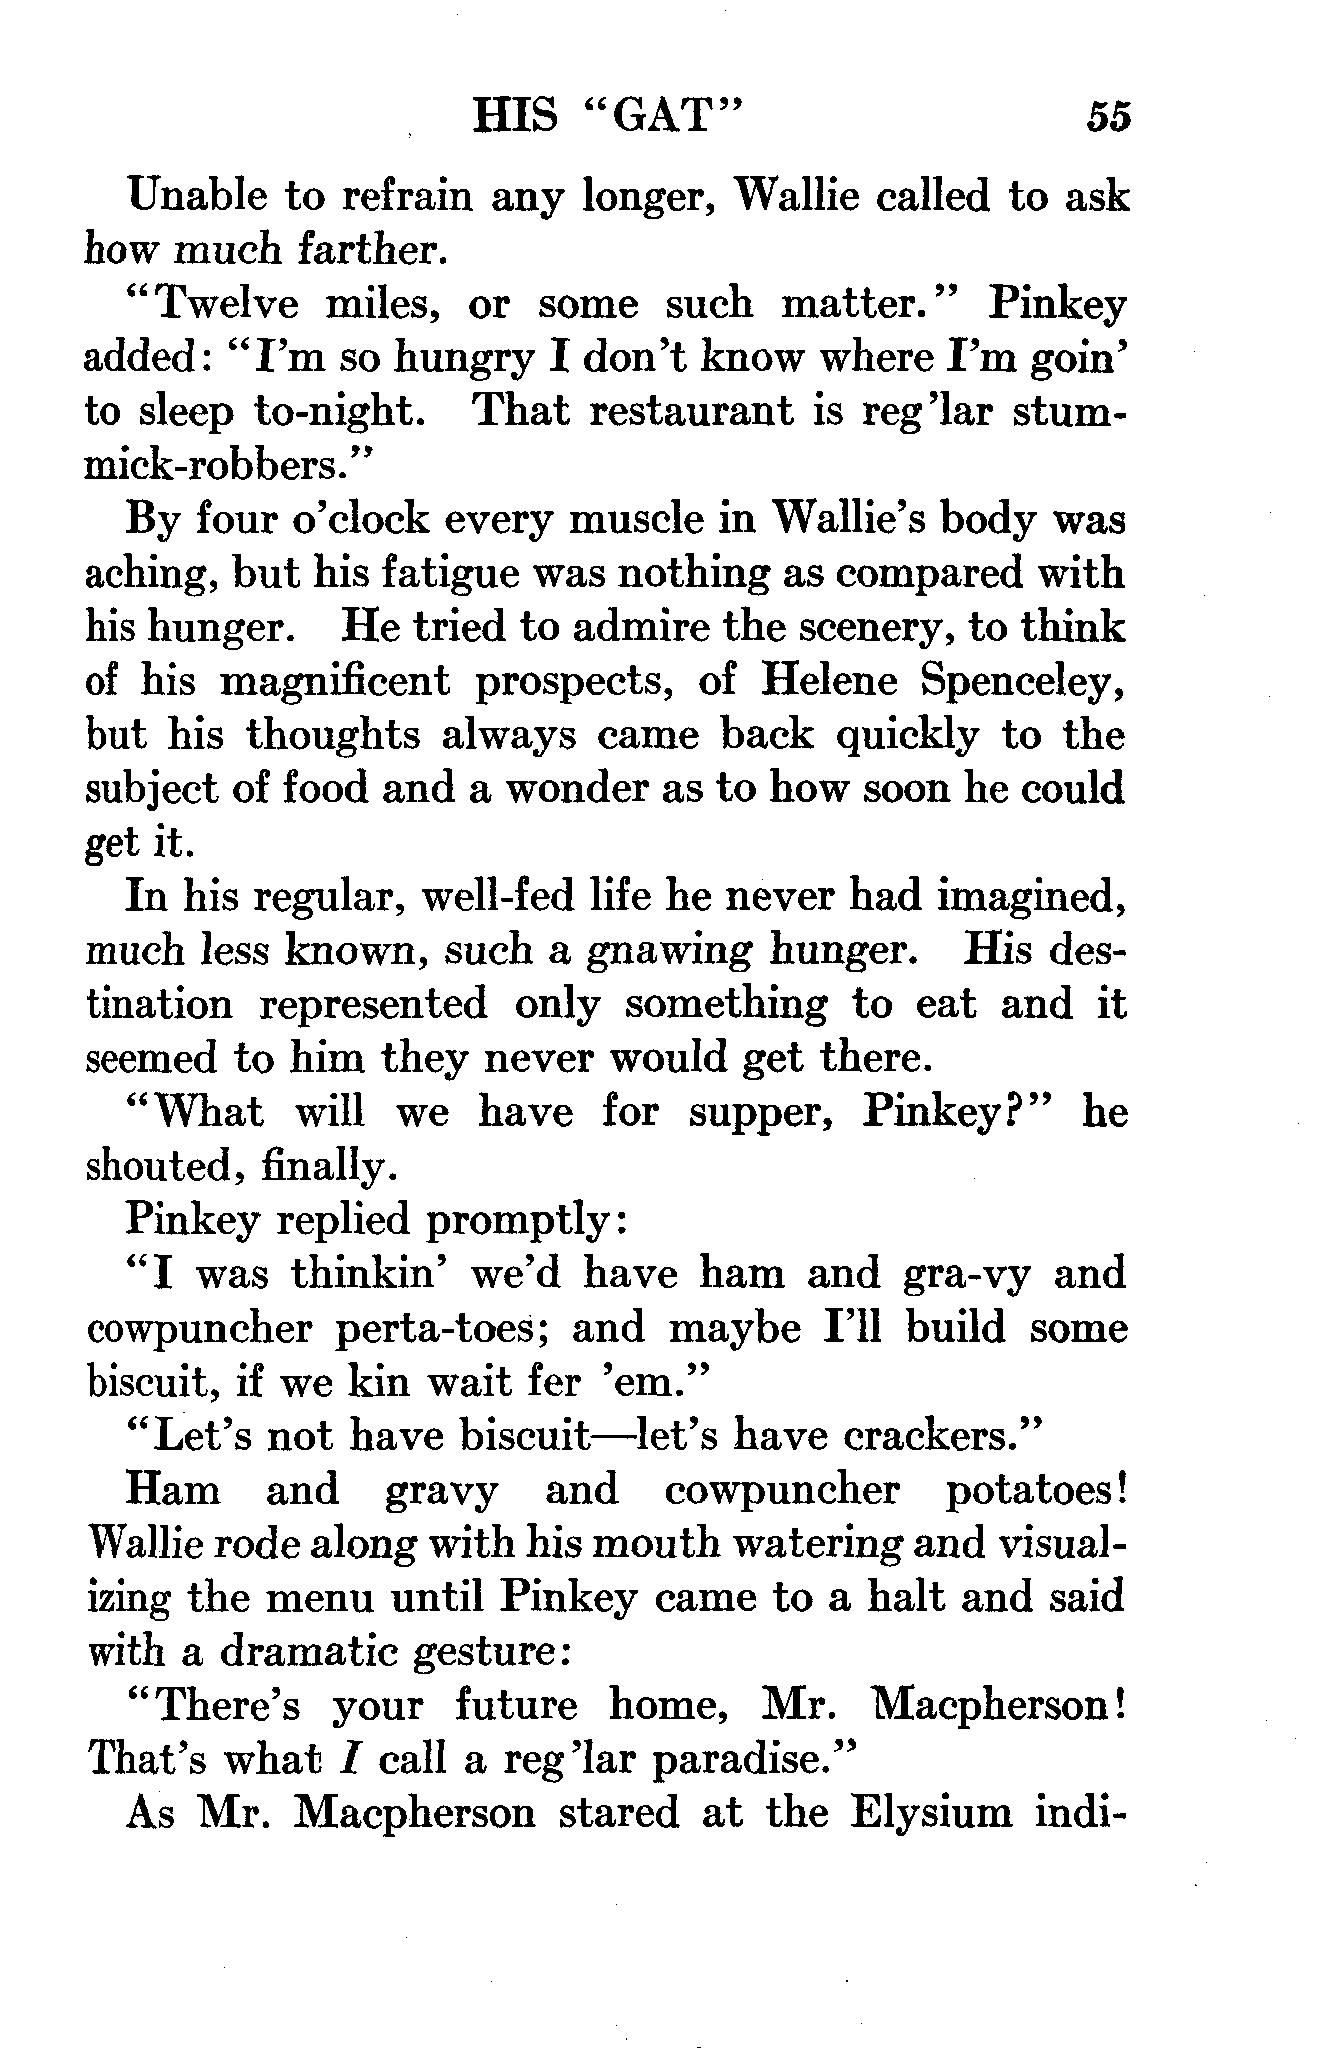 HIS "GAT" 55
Unable to refrain any longer, Wallie called to ask
how much farther.
"Twelve miles, or some such matter." Pinkey
added: "I'm so hungry I don't know where I'm goin'
to sleep to-night. That restaurant is reg'lar stum-
mick-robbers."
By four o'clock every muscle in Wallie's body was
aching, but his fatigue was nothing as compared with
his hunger. He tried to admire the scenery, to think
of his magnificent prospects, of Helene Spenceley,
but his thoughts always came back quickly to the
subject of food and a wonder as to how soon he could
get it.
In his regular, well-fed life he never had imagined,
much less known, such a gnawing hunger. His des-
tination represented only something to eat and it
seemed to him they never would get there.
"What will we have for supper, Pinkey?" he
shouted, finally.
Pinkey replied promptly:
"I was thinkin' we'd have ham and gra-vy and
cowpuncher perta-toes; and maybe I'll build some
biscuit, if we kin wait fer 'em."
"Let's not have biscuit—let's have crackers."
Ham and gravy and cowpuncher potatoes!
Wallie rode along with his mouth watering and visual-
izing the menu until Pinkey came to a halt and said
with a dramatic gesture:
"There's your future home, Mr. Macpherson!
That's what I call a reg'lar paradise."
As Mr. Macpherson stared at the Elysium indi-